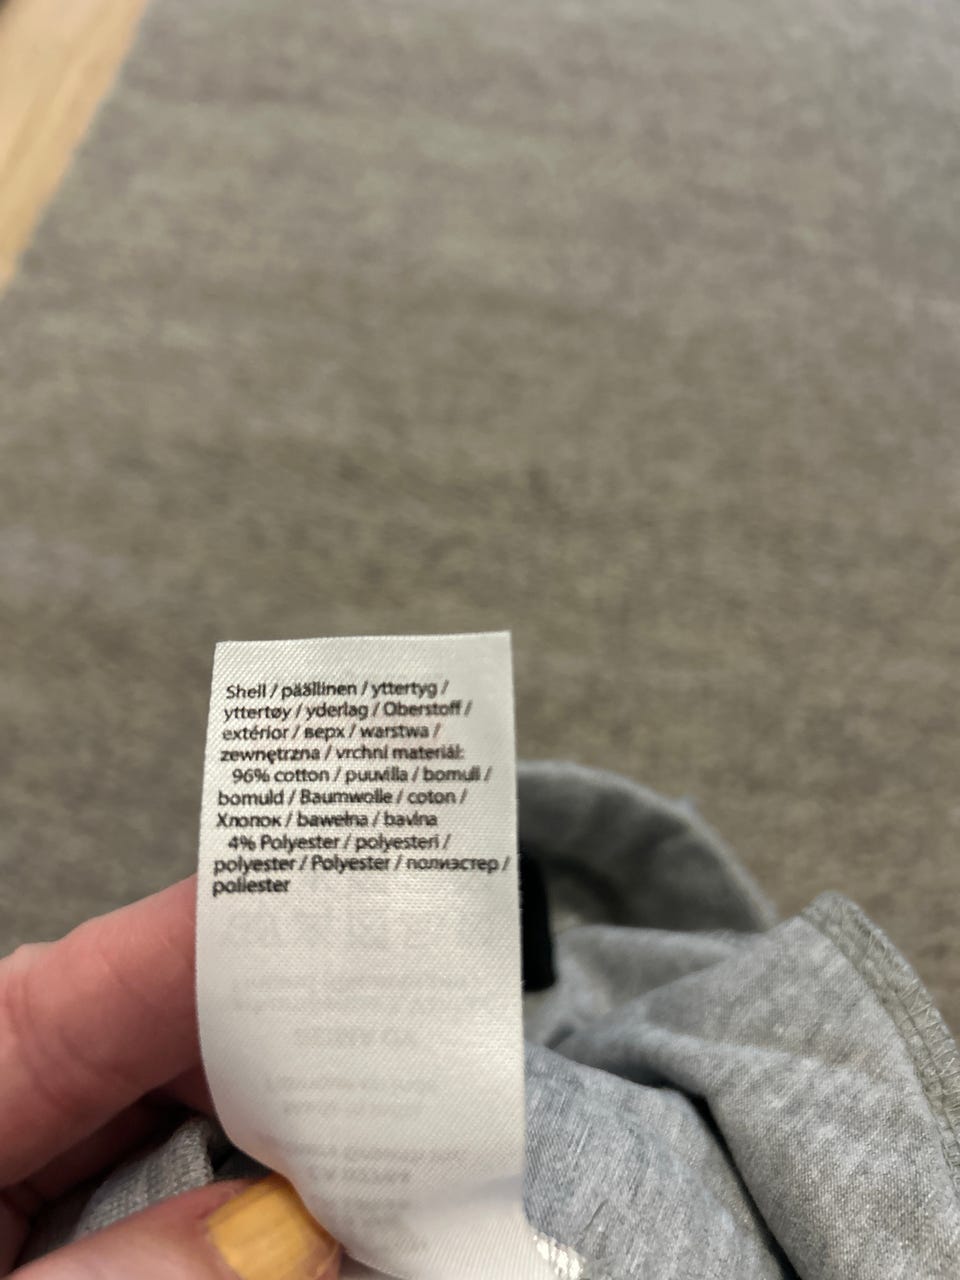 Shell / päällinen / yttertyg /
yttertøy / yderlag / Oberstoff /
extérior / верх / warstwa /
zewnętrzna / vrchní materiál:
96% cotton / puuvilla / bomull /
bomuld / Baumwolle / coton /
Хлопок / bawełna / bavlna
4% Polyester / polyesteri /
polyester / Polyester / полиэстер /
poliester